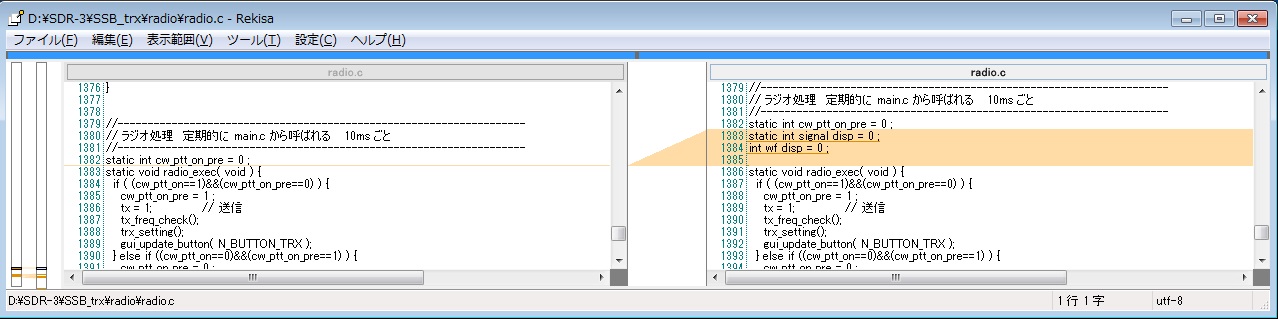 D:¥SDR-3¥SSB_trx¥radio¥radio.c - Rekisa
ファイル(F) 編集(E) 表示範囲(V) ツール(T) 設定(C) ヘルプ(H)
radio.c
1376 }
1377
1378
1379 //--------------------------------------------------------------------
1380 // ラジオ処理 定期的に main.c から呼ばれる 10ms ごと
1381 //--------------------------------------------------------------------
1382 static int cw_ptt_on_pre = 0 ;
1383 static void radio_exec( void ) {
1384 if ( (cw_ptt_on==1)&&(cw_ptt_on_pre==0) ) {
1385 cw_ptt_on_pre = 1 ;
1386 tx = 1; // 送信
1387 tx_freq_check();
1388 trx_setting();
1389 gui_update_button( N_BUTTON_TRX );
1390 } else if ((cw_ptt_on==0)&&(cw_ptt_on_pre==1) ) {
1391 cw_ptt_on_pre = 0 ;
radio.c
1379 //--------------------------------------------------------------------
1380 // ラジオ処理 定期的に main.c から呼ばれる 10ms ごと
1381 //--------------------------------------------------------------------
1382 static int cw_ptt_on_pre = 0 ;
1383 static int signal_disp = 0 ;
1384 int wf_disp = 0 ;
1385
1386 static void radio_exec( void ) {
1387 if ( (cw_ptt_on==1)&&(cw_ptt_on_pre==0) ) {
1388 cw_ptt_on_pre = 1 ;
1389 tx = 1; // 送信
1390 tx_freq_check();
1391 trx_setting();
1392 gui_update_button( N_BUTTON_TRX );
1393 } else if ((cw_ptt_on==0)&&(cw_ptt_on_pre==1) ) {
1394 cw_ptt_on_pre = 0 ;
D:¥SDR-3¥SSB_trx¥radio¥radio.c
1 行 1 字
utf-8